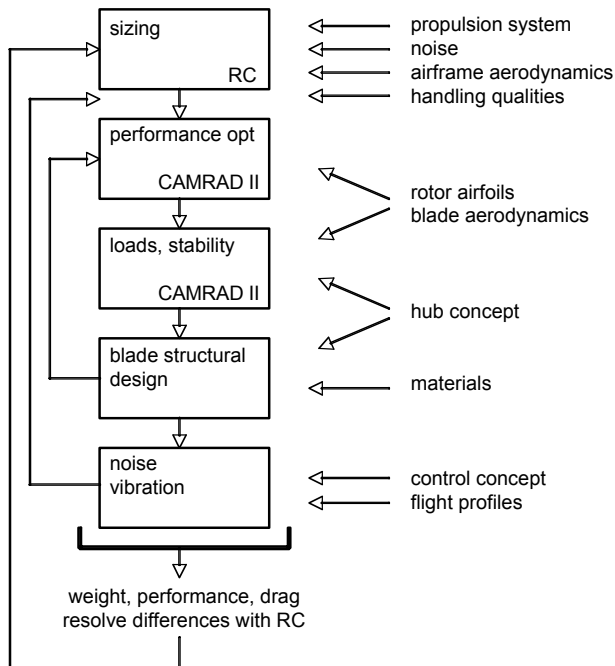 sizing
RC
propulsion system
noise
airframe aerodynamics
handling qualities
performance opt
CAMRAD II
rotor airfoils
blade aerodynamics
loads, stability
CAMRAD II
hub concept
blade structural
design
materials
noise
vibration
control concept
flight profiles
weight, performance, drag
resolve differences with RC